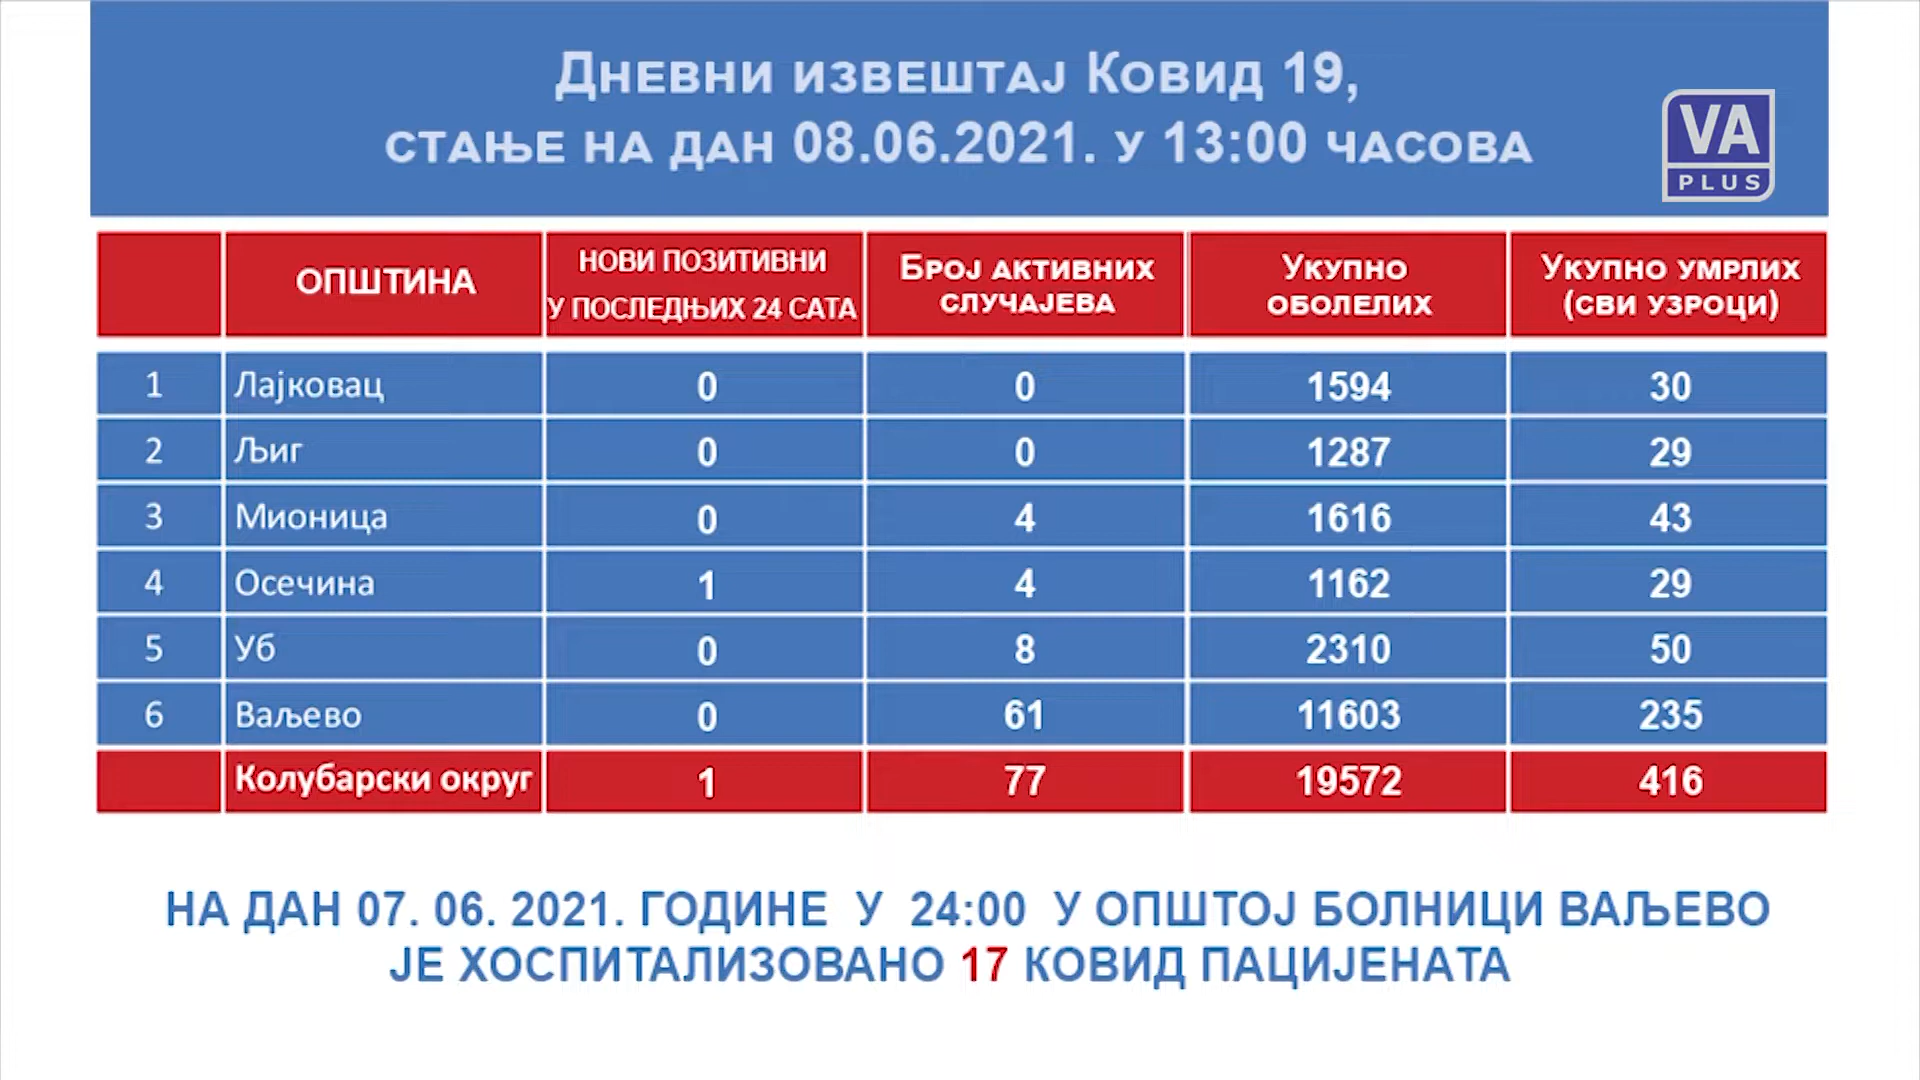 Дневни извештај Ковид 19,
стање на дан 08.06.2021. у 13:00 часова
VA
PLUS
ОПШТИНА
НОВИ ПОЗИТИВНИ
У ПОСЛЕДЊИХ 24 САТА
Број активних
случајева
Укупно
оболелих
Укупно умрлих
(сви узроци)
1 Лајковац 0 0 1594 30
2 Љиг 0 0 1287 29
3 Мионица 0 4 1616 43
4 Осечина 1 4 1162 29
5 Уб 0 8 2310 50
6 Ваљево 0 61 11603 235
Колубарски округ 1 77 19572 416
НА ДАН 07. 06. 2021. ГОДИНЕ У 24:00 У ОПШТОЈ БОЛНИЦИ ВАЉЕВО
ЈЕ ХОСПИТАЛИЗОВАНО 17 КОВИД ПАЦИЈЕНАТА